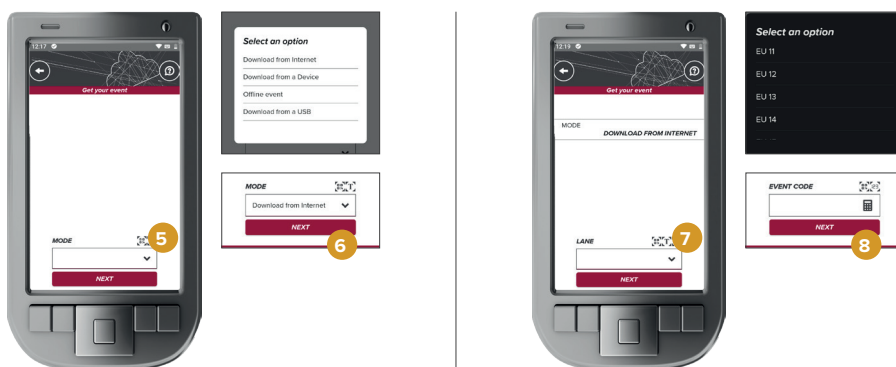 12:17
Get your event
MODE
5
NEXT
Select an option
Download from Internet
Download from a Device
Offline event
Download from a USB
MODE
T
Download from Internet
NEXT
6
12:19
Get your event
MODE
DOWNLOAD FROM INTERNET
LANE
T
7
NEXT
Select an option
EU 11
EU 12
EU 13
EU 14
EVENT CODE
NEXT
8